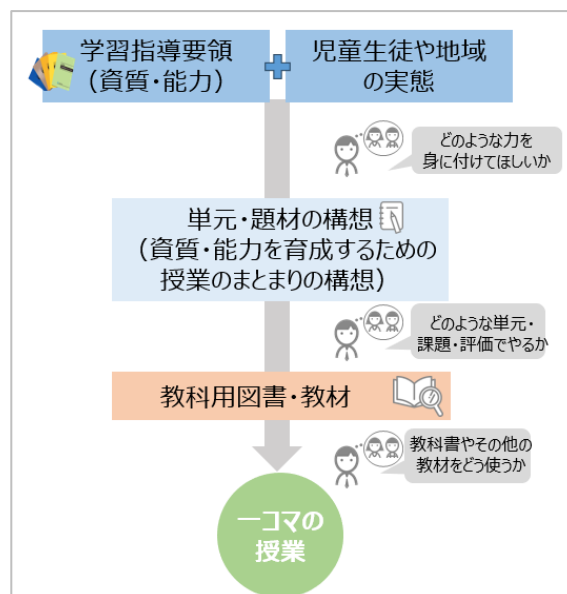 学習指導要領
（資質・能力）
児童生徒や地域
の実態
どのような力を
身に付けてほしいか
単元・題材の構想
（資質・能力を育成するための
授業のまとまりの構想）
どのような単元・
課題・評価でやるか
教科用図書・教材
教科書やその他の
教材をどう使うか
一コマの
授業